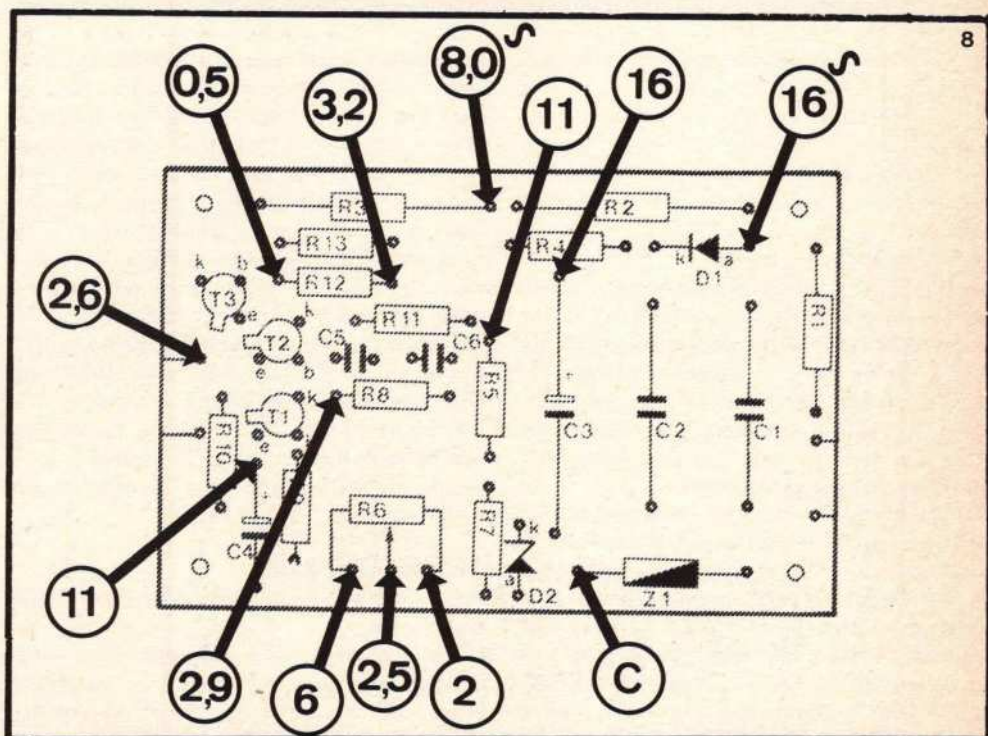 8
0,5
3,2
8,0 ~
11
16
16 ~
R3
R2
R13
R4
k a
D1
k b
T3
R12
e
2,6
R11
R1
k
T2
C5
C6
e b
R5
+
k
R8
T1
C3
C2
C1
R10
e
+
R6
R7
k
C4
a
D2
Z1
11
2,9
6
2,5
2
C